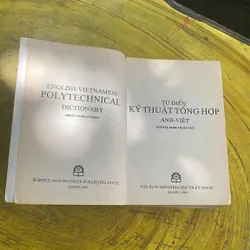 ENGLISH-VIETNAMESE
POLYTECHNICAL
DICTIONARY
SCIENCE AND TECHNICS PUBLISHING HOUSE
TỪ ĐIỂN
KỸ THUẬT TỔNG HỢP
ANH-VIỆT
NHÀ XUẤT BẢN KHOA HỌC VÀ KỸ THUẬT